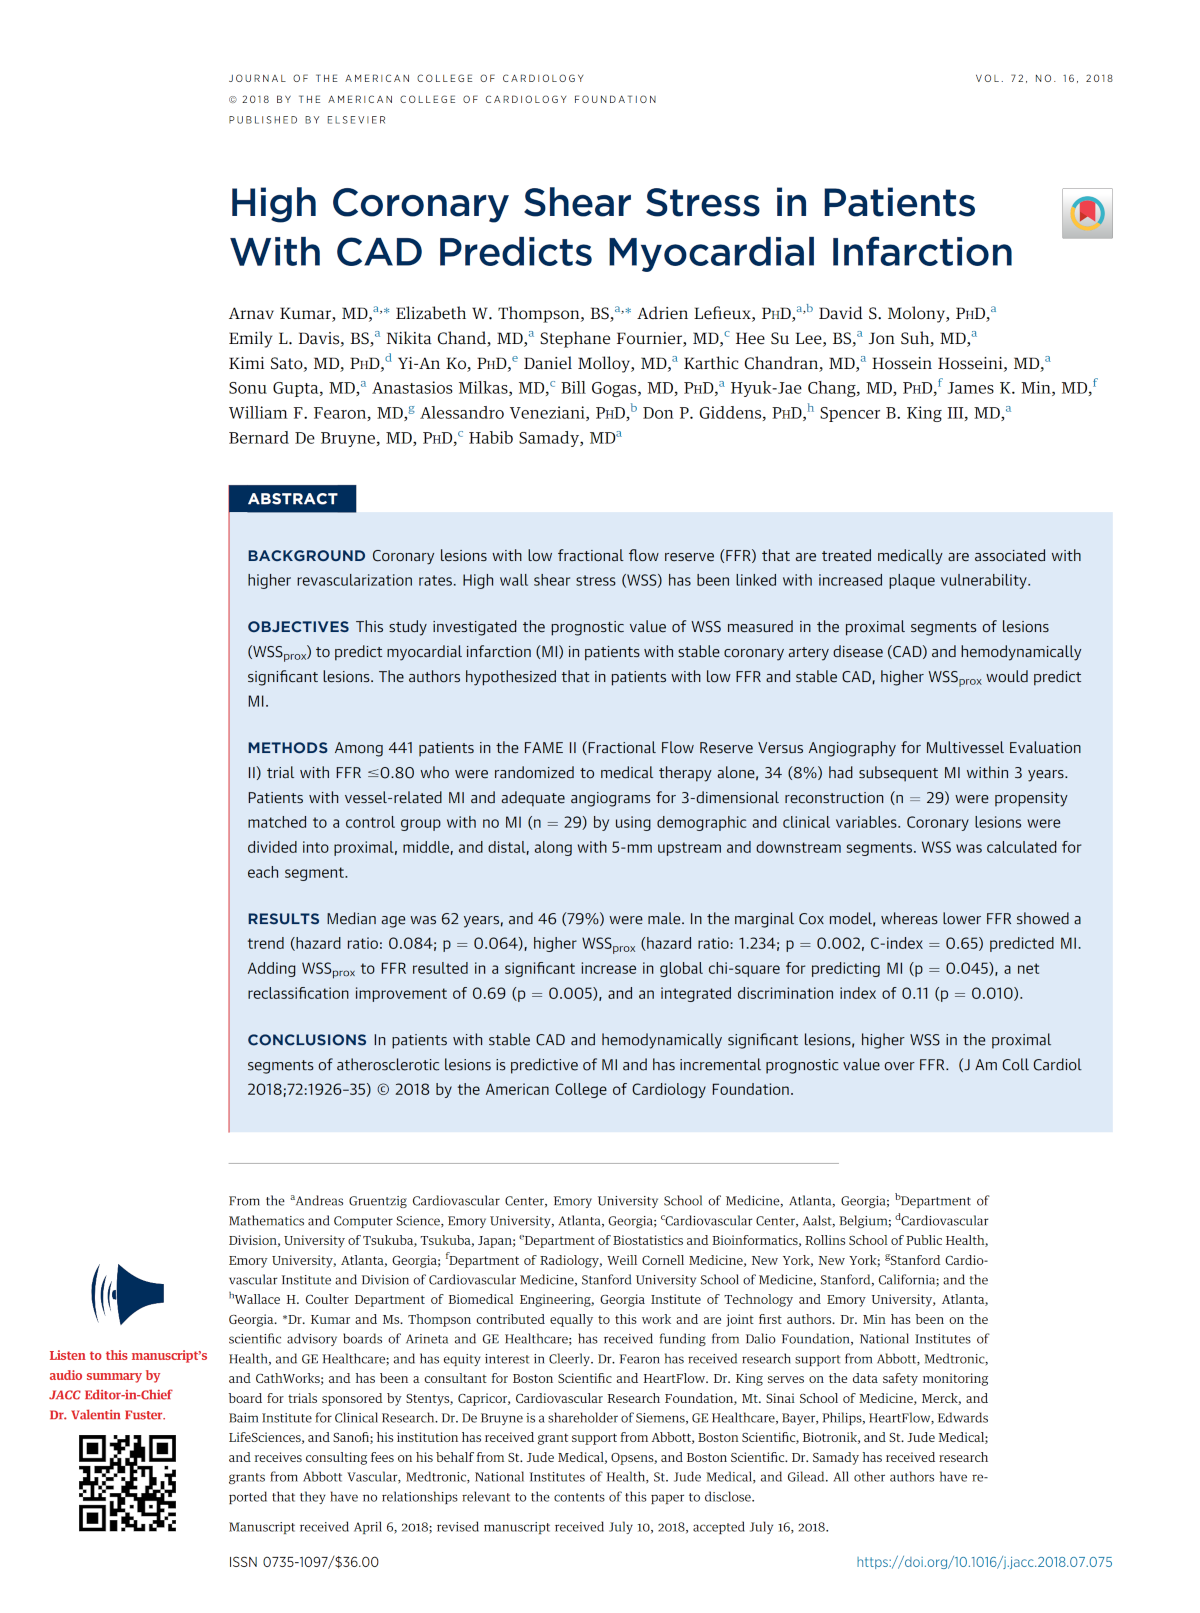 JOURNAL OF THE AMERICAN COLLEGE OF CARDIOLOGY
VOL. 72, NO. 16, 2018
© 2018 BY THE AMERICAN COLLEGE OF CARDIOLOGY FOUNDATION
PUBLISHED BY ELSEVIER
High Coronary Shear Stress in Patients
With CAD Predicts Myocardial Infarction
Arnav Kumar, MD,a,* Elizabeth W. Thompson, BS,a,* Adrien Lefieux, PhD,a,b David S. Molony, PhD,a
Emily L. Davis, BS,a Nikita Chand, MD,a Stephane Fournier, MD,c Hee Su Lee, BS,a Jon Suh, MD,a
Kimi Sato, MD, PhD,d Yi-An Ko, PhD,e Daniel Molloy, MD,a Karthic Chandran, MD,a Hossein Hosseini, MD,a
Sonu Gupta, MD,a Anastasios Milkas, MD,c Bill Gogas, MD, PhD,a Hyuk-Jae Chang, MD, PhD,f James K. Min, MD,f
William F. Fearon, MD,g Alessandro Veneziani, PhD,b Don P. Giddens, PhD,h Spencer B. King III, MD,a
Bernard De Bruyne, MD, PhD,c Habib Samady, MDa
ABSTRACT
BACKGROUND Coronary lesions with low fractional flow reserve (FFR) that are treated medically are associated with
higher revascularization rates. High wall shear stress (WSS) has been linked with increased plaque vulnerability.
OBJECTIVES This study investigated the prognostic value of WSS measured in the proximal segments of lesions
(WSSprox) to predict myocardial infarction (MI) in patients with stable coronary artery disease (CAD) and hemodynamically
significant lesions. The authors hypothesized that in patients with low FFR and stable CAD, higher WSSprox would predict
MI.
METHODS Among 441 patients in the FAME II (Fractional Flow Reserve Versus Angiography for Multivessel Evaluation
II) trial with FFR ≤0.80 who were randomized to medical therapy alone, 34 (8%) had subsequent MI within 3 years.
Patients with vessel-related MI and adequate angiograms for 3-dimensional reconstruction (n = 29) were propensity
matched to a control group with no MI (n = 29) by using demographic and clinical variables. Coronary lesions were
divided into proximal, middle, and distal, along with 5-mm upstream and downstream segments. WSS was calculated for
each segment.
RESULTS Median age was 62 years, and 46 (79%) were male. In the marginal Cox model, whereas lower FFR showed a
trend (hazard ratio: 0.084; p = 0.064), higher WSSprox (hazard ratio: 1.234; p = 0.002, C-index = 0.65) predicted MI.
Adding WSSprox to FFR resulted in a significant increase in global chi-square for predicting MI (p = 0.045), a net
reclassification improvement of 0.69 (p = 0.005), and an integrated discrimination index of 0.11 (p = 0.010).
CONCLUSIONS In patients with stable CAD and hemodynamically significant lesions, higher WSS in the proximal
segments of atherosclerotic lesions is predictive of MI and has incremental prognostic value over FFR. (J Am Coll Cardiol
2018;72:1926–35) © 2018 by the American College of Cardiology Foundation.
From the aAndreas Gruentzig Cardiovascular Center, Emory University School of Medicine, Atlanta, Georgia; bDepartment of
Mathematics and Computer Science, Emory University, Atlanta, Georgia; cCardiovascular Center, Aalst, Belgium; dCardiovascular
Division, University of Tsukuba, Tsukuba, Japan; eDepartment of Biostatistics and Bioinformatics, Rollins School of Public Health,
Emory University, Atlanta, Georgia; fDepartment of Radiology, Weill Cornell Medicine, New York, New York; gStanford Cardio-
vascular Institute and Division of Cardiovascular Medicine, Stanford University School of Medicine, Stanford, California; and the
hWallace H. Coulter Department of Biomedical Engineering, Georgia Institute of Technology and Emory University, Atlanta,
Georgia. *Dr. Kumar and Ms. Thompson contributed equally to this work and are joint first authors. Dr. Min has been on the
scientific advisory boards of Arineta and GE Healthcare; has received funding from Dalio Foundation, National Institutes of
Health, and GE Healthcare; and has equity interest in Cleerly. Dr. Fearon has received research support from Abbott, Medtronic,
and CathWorks; and has been a consultant for Boston Scientific and HeartFlow. Dr. King serves on the data safety monitoring
board for trials sponsored by Stentys, Capricor, Cardiovascular Research Foundation, Mt. Sinai School of Medicine, Merck, and
Baim Institute for Clinical Research. Dr. De Bruyne is a shareholder of Siemens, GE Healthcare, Bayer, Philips, HeartFlow, Edwards
LifeSciences, and Sanofi; his institution has received grant support from Abbott, Boston Scientific, Biotronik, and St. Jude Medical;
and receives consulting fees on his behalf from St. Jude Medical, Opsens, and Boston Scientific. Dr. Samady has received research
grants from Abbott Vascular, Medtronic, National Institutes of Health, St. Jude Medical, and Gilead. All other authors have re-
ported that they have no relationships relevant to the contents of this paper to disclose.
Manuscript received April 6, 2018; revised manuscript received July 10, 2018, accepted July 16, 2018.
Listen to this manuscript's
audio summary by
JACC Editor-in-Chief
Dr. Valentin Fuster.
ISSN 0735-1097/$36.00
https://doi.org/10.1016/j.jacc.2018.07.075